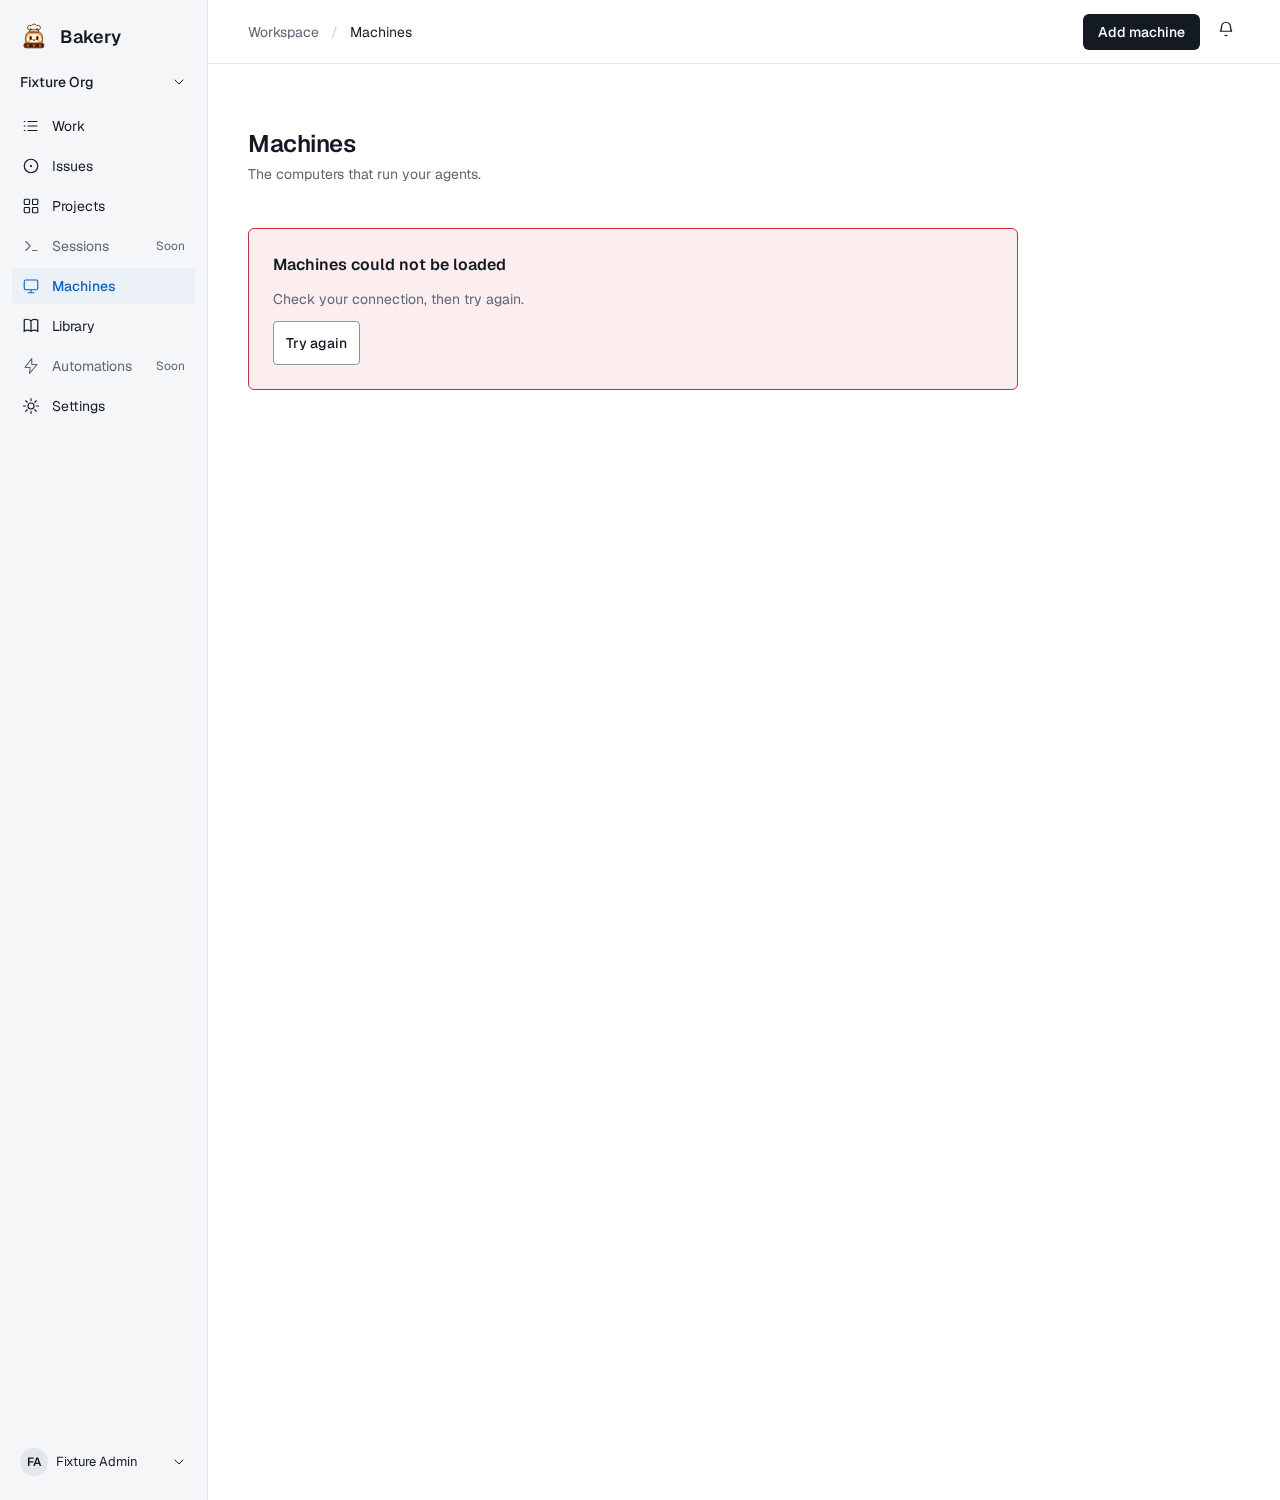 Bakery
Fixture Org
Work
Issues
Projects
Sessions Soon
Machines
Library
Automations Soon
Settings
FA Fixture Admin
Workspace / Machines
Add machine
Machines
The computers that run your agents.
Machines could not be loaded
Check your connection, then try again.
Try again